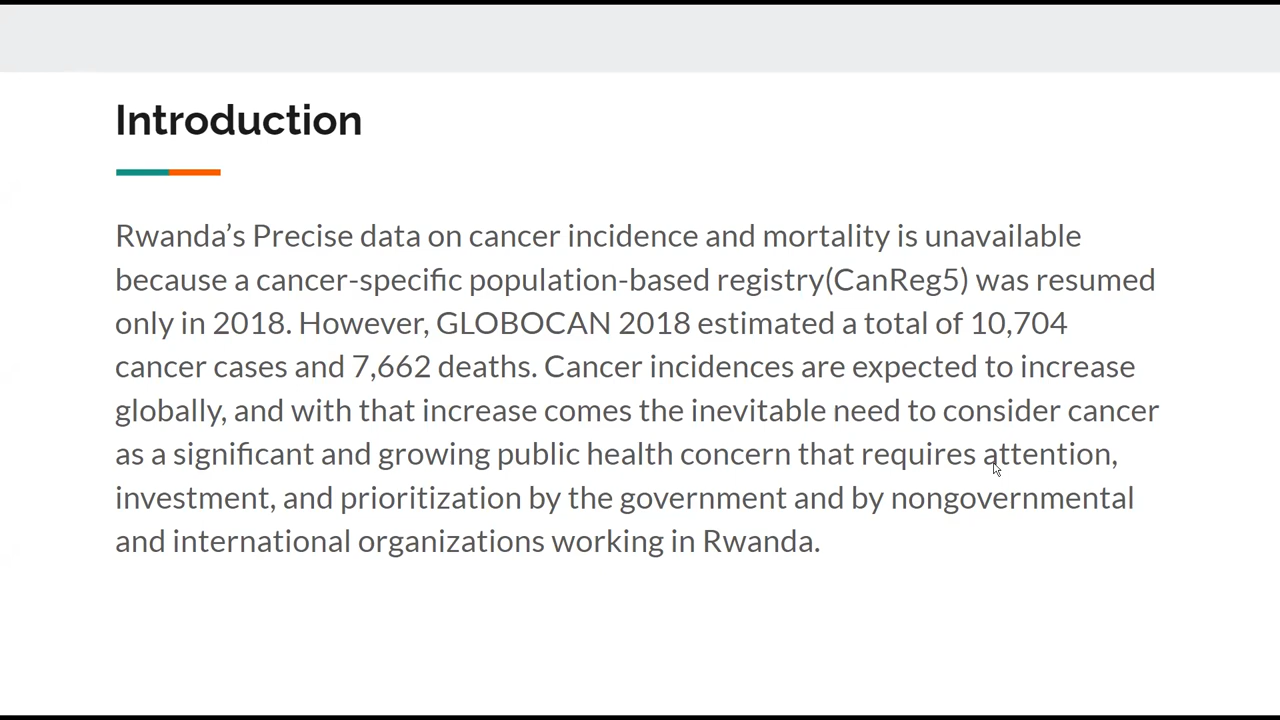 Introduction
Rwanda’s Precise data on cancer incidence and mortality is unavailable
because a cancer-specific population-based registry(CanReg5) was resumed
only in 2018. However, GLOBOCAN 2018 estimated a total of 10,704
cancer cases and 7,662 deaths. Cancer incidences are expected to increase
globally, and with that increase comes the inevitable need to consider cancer
as a significant and growing public health concern that requires attention,
investment, and prioritization by the government and by nongovernmental
and international organizations working in Rwanda.